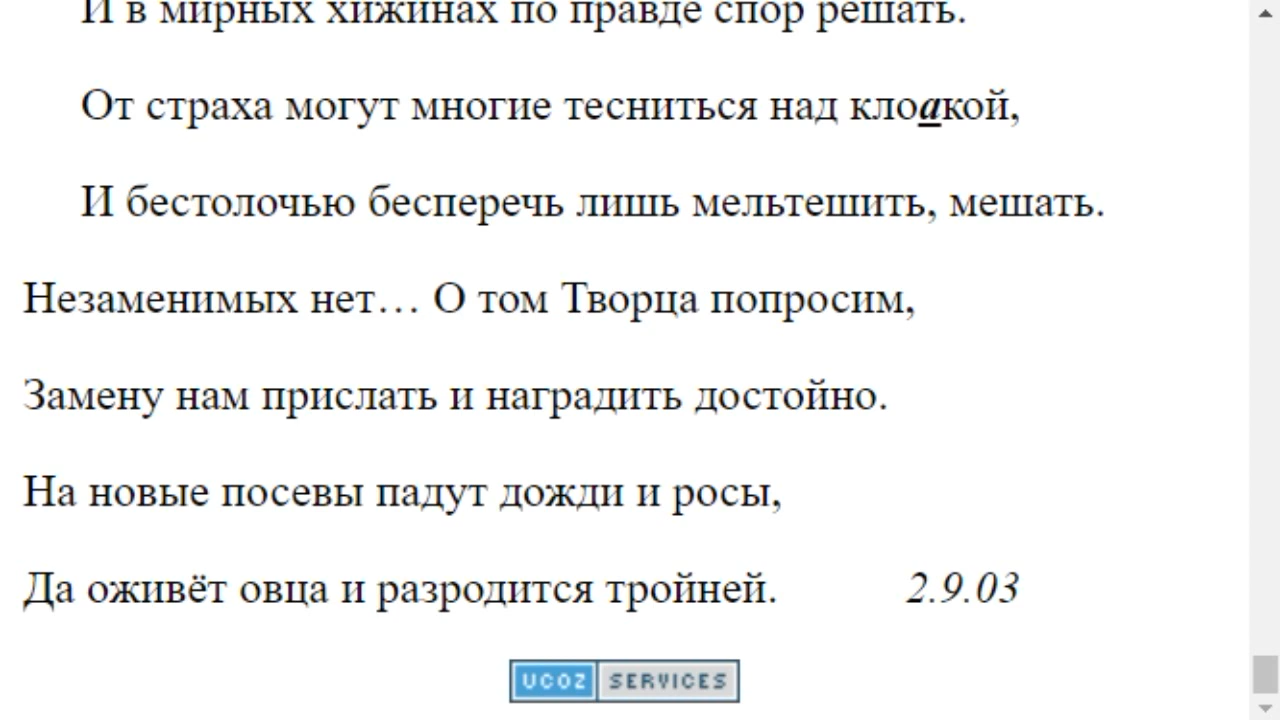 И в мирных хижинах по правде спор решать.
От страха могут многие тесниться над клоакой,
И бестолочью бесперечь лишь мельтешить, мешать.
Незаменимых нет… О том Творца попросим,
Замену нам прислать и наградить достойно.
На новые посевы падут дожди и росы,
Да оживёт овца и разродится тройней. 2.9.03
UCOZ SERVICES